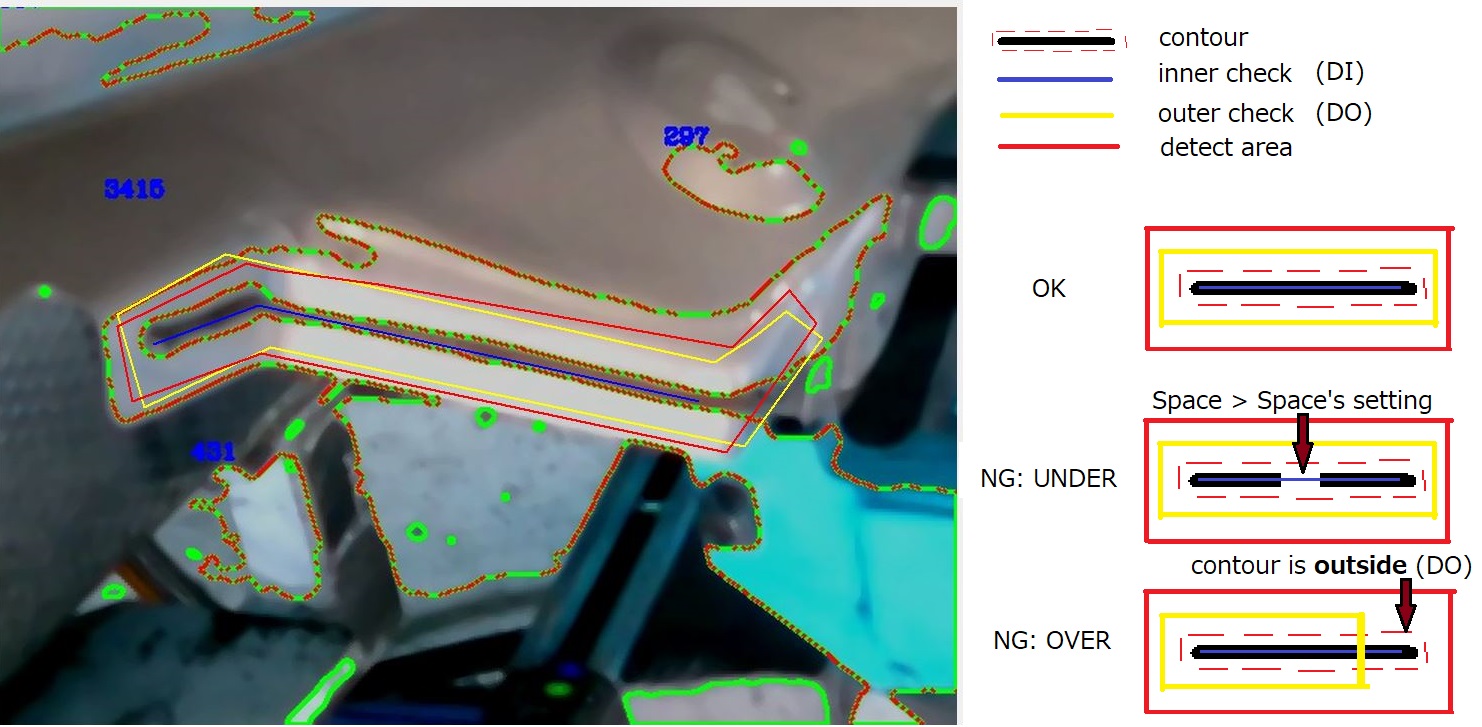 297
3415
431
contour
inner check (DI)
outer check (DO)
detect area
OK
Space > Space's setting
NG: UNDER
contour is outside (DO)
NG: OVER